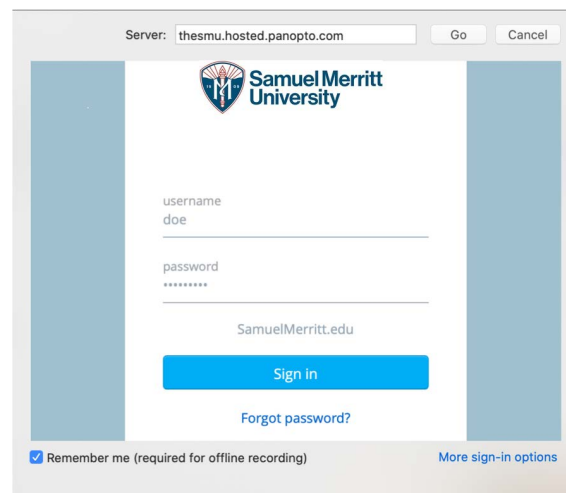 Server: thesmu.hosted.panopto.com Go Cancel
Samuel Merritt
University
username
doe
password
•••••••••
SamuelMerritt.edu
Sign in
Forgot password?
Remember me (required for offline recording) More sign-in options